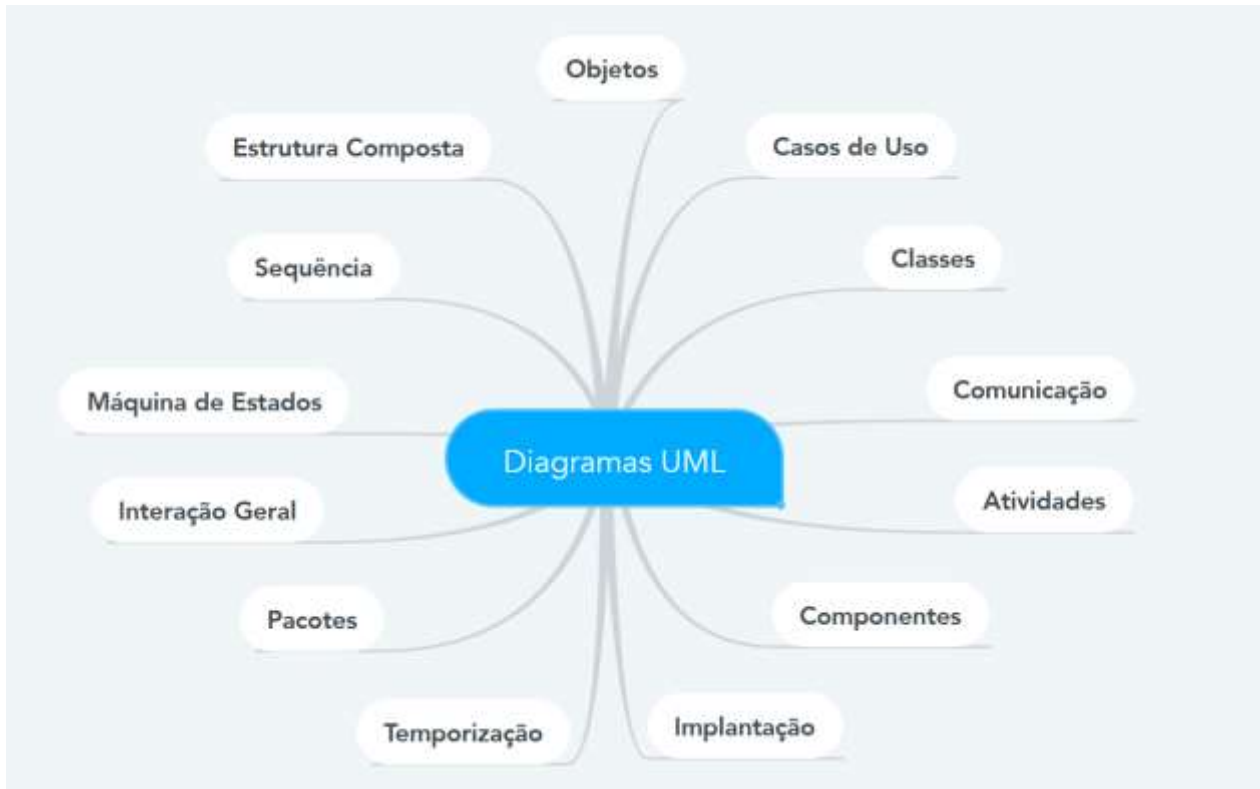 Objetos
Estrutura Composta
Casos de Uso
Sequência
Classes
Máquina de Estados
Comunicação
Diagramas UML
Interação Geral
Atividades
Pacotes
Componentes
Temporização
Implantação